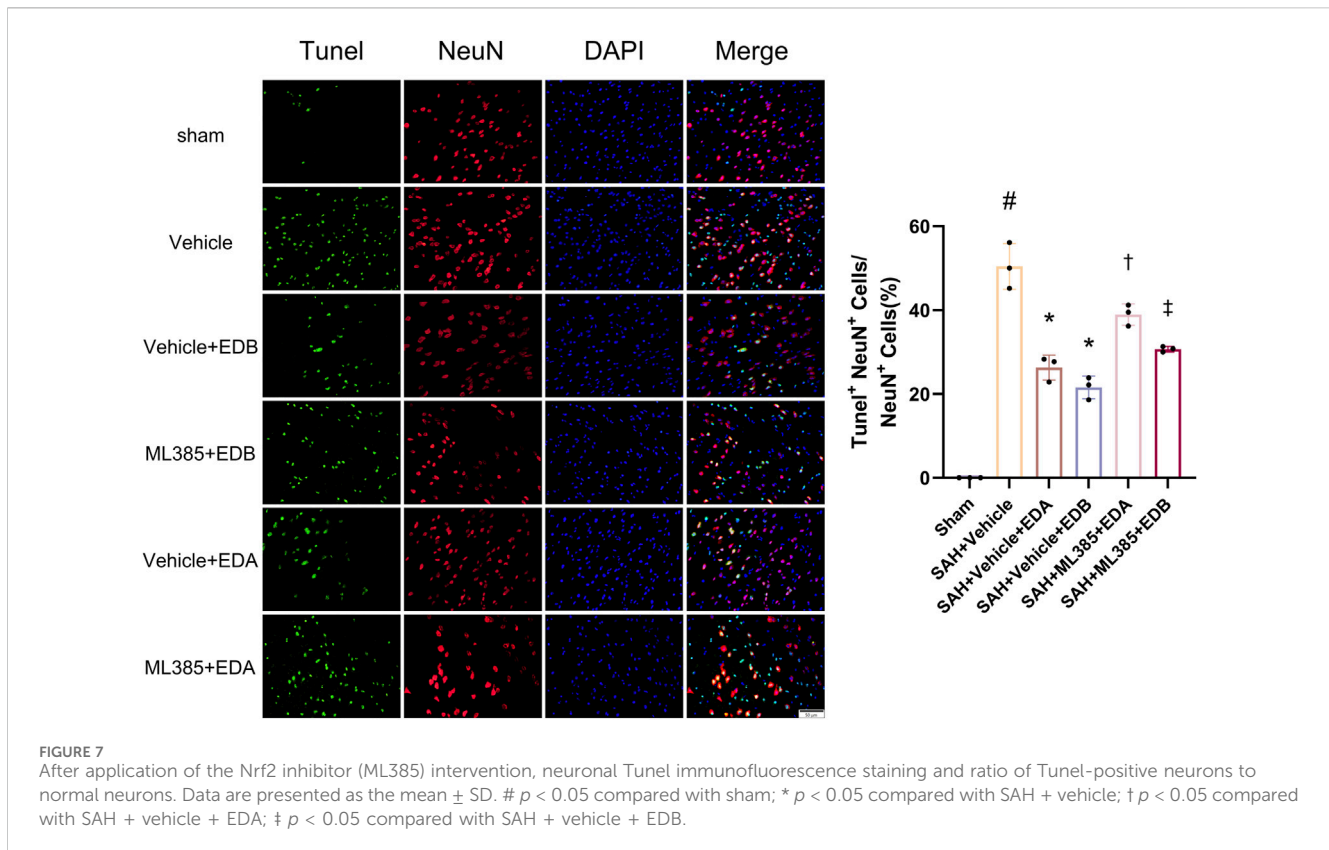 Tunel NeuN DAPI Merge
sham
Vehicle
Vehicle+EDB
ML385+EDB
Vehicle+EDA
ML385+EDA
50 μm
Tunel+ NeuN+ Cells/
NeuN+ Cells(%)
60
40
20
0
#
*
*
†
‡
Sham
SAH+Vehicle
SAH+Vehicle+EDA
SAH+Vehicle+EDB
SAH+ML385+EDA
SAH+ML385+EDB
FIGURE 7
After application of the Nrf2 inhibitor (ML385) intervention, neuronal Tunel immunofluorescence staining and ratio of Tunel-positive neurons to
normal neurons. Data are presented as the mean ± SD. # p < 0.05 compared with sham; * p < 0.05 compared with SAH + vehicle; † p < 0.05 compared
with SAH + vehicle + EDA; ‡ p < 0.05 compared with SAH + vehicle + EDB.